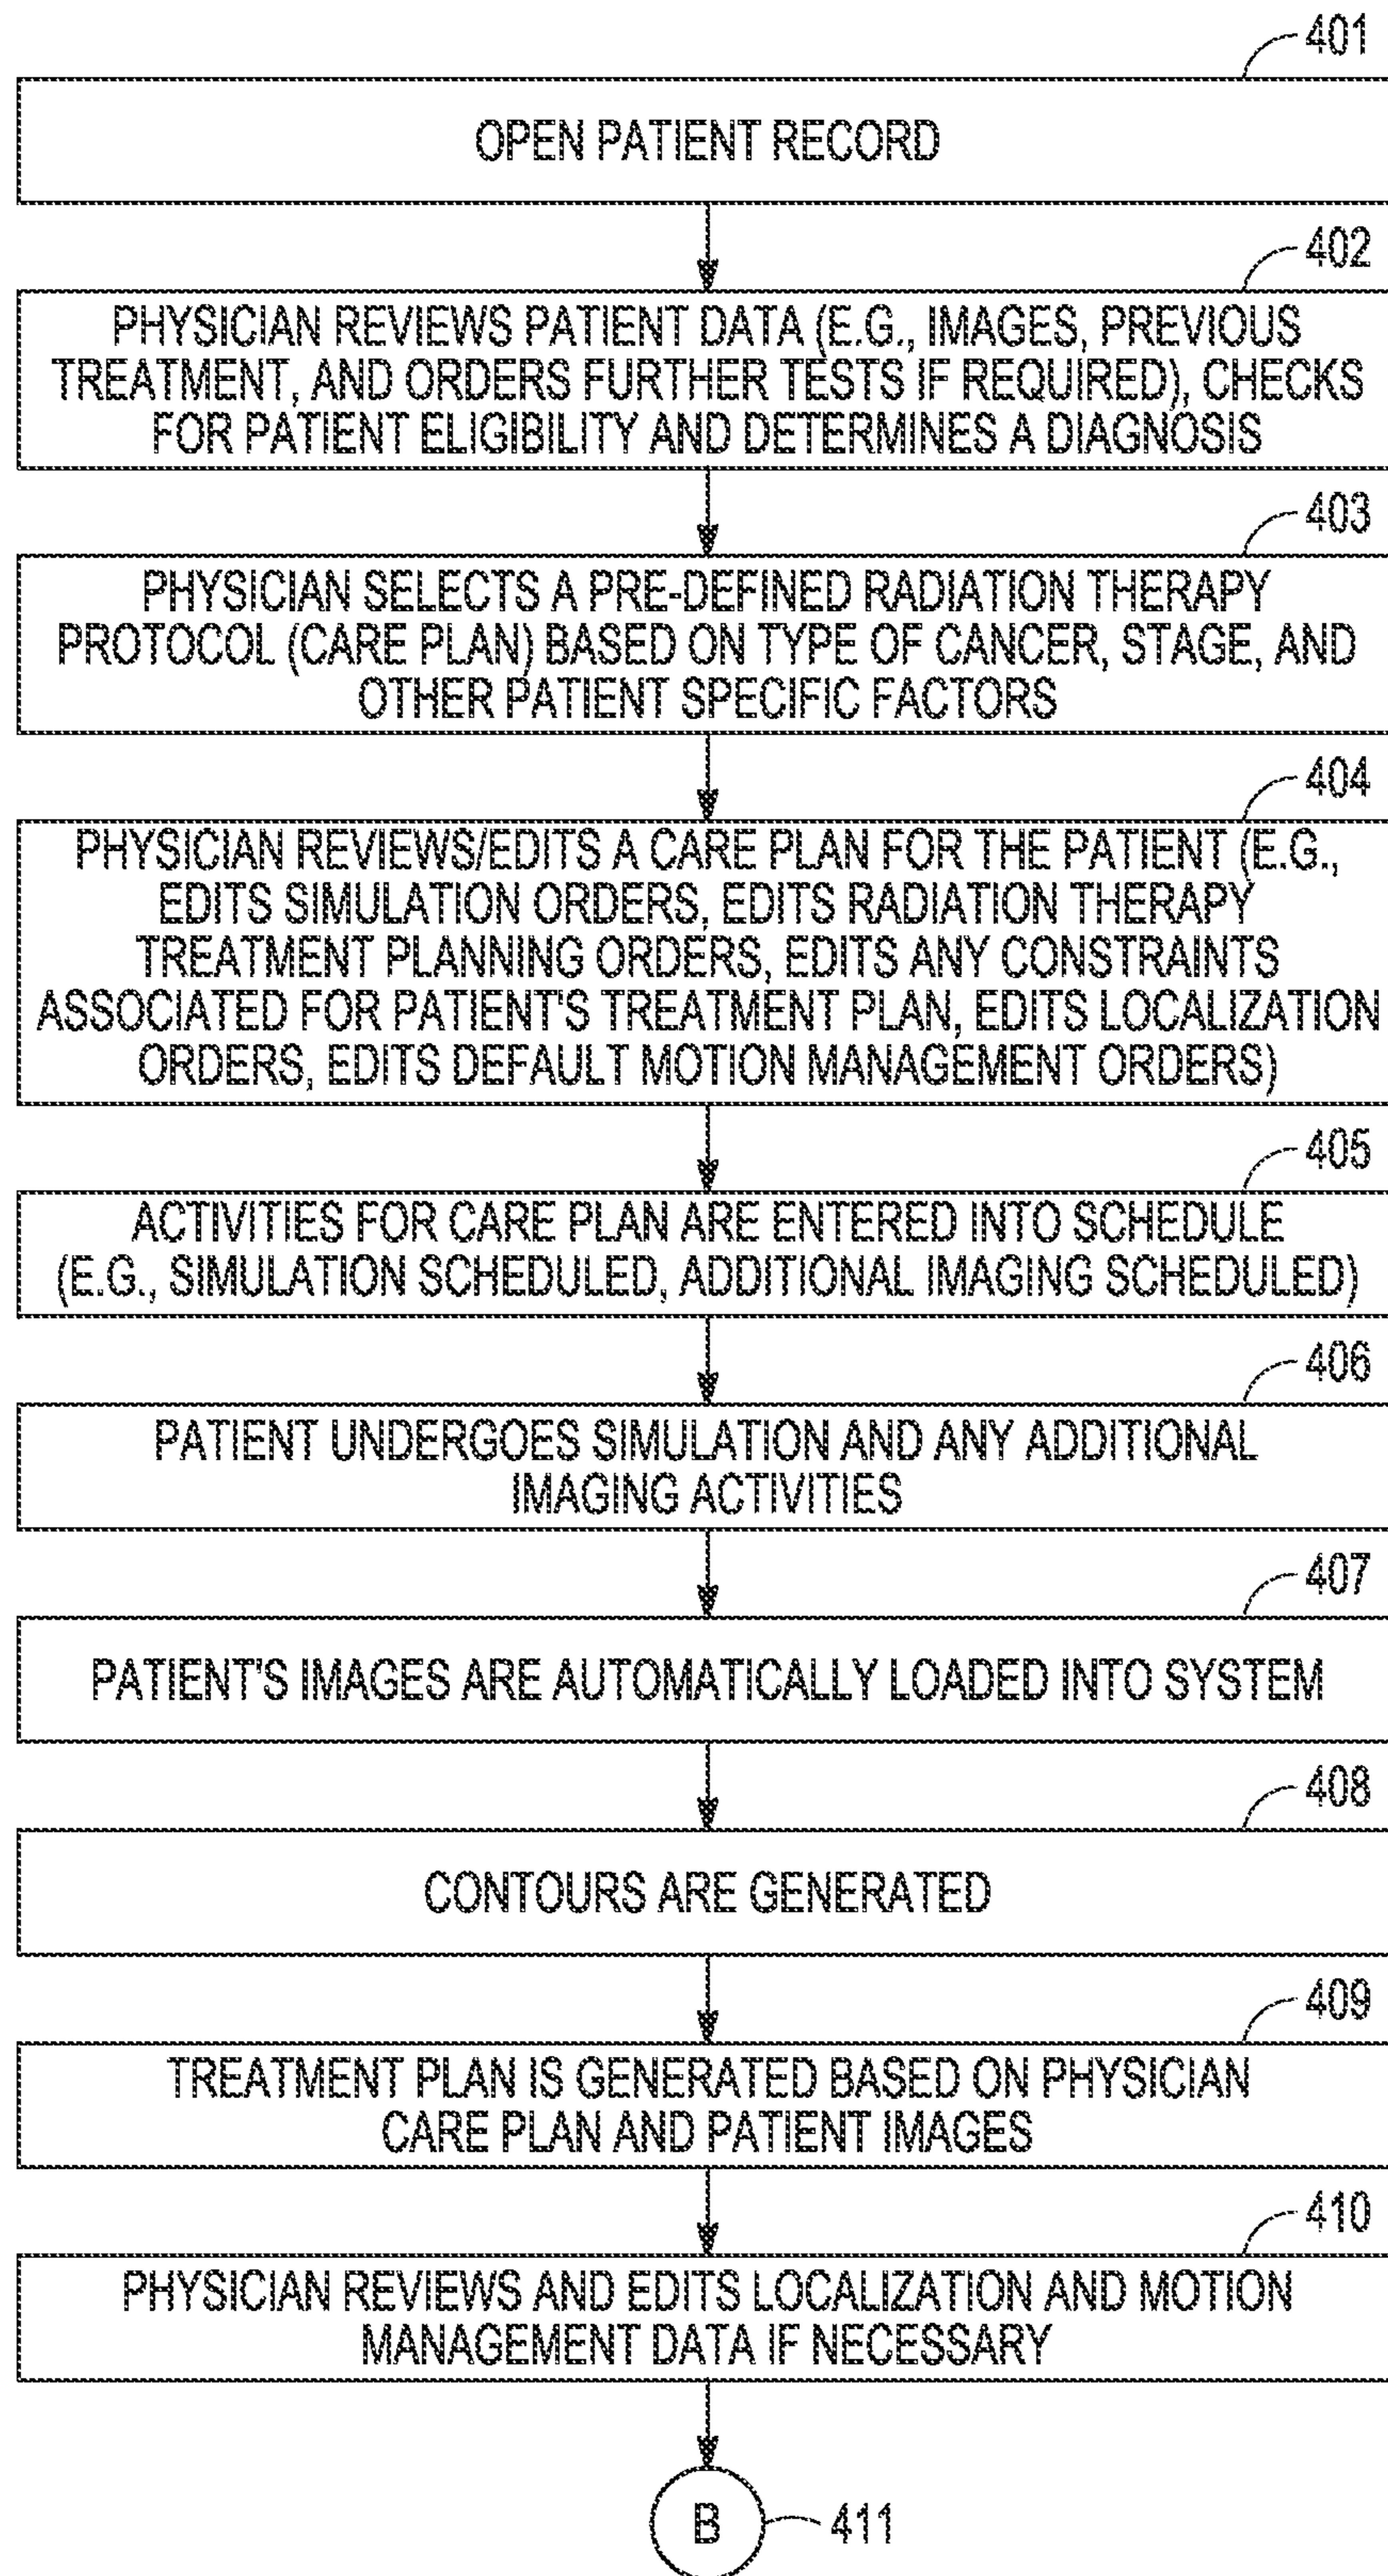 401
OPEN PATIENT RECORD
402
PHYSICIAN REVIEWS PATIENT DATA (E.G., IMAGES, PREVIOUS
TREATMENT, AND ORDERS FURTHER TESTS IF REQUIRED), CHECKS
FOR PATIENT ELIGIBILITY AND DETERMINES A DIAGNOSIS
403
PHYSICIAN SELECTS A PRE-DEFINED RADIATION THERAPY
PROTOCOL (CARE PLAN) BASED ON TYPE OF CANCER, STAGE, AND
OTHER PATIENT SPECIFIC FACTORS
404
PHYSICIAN REVIEWS/EDITS A CARE PLAN FOR THE PATIENT (E.G.,
EDITS SIMULATION ORDERS, EDITS RADIATION THERAPY
TREATMENT PLANNING ORDERS, EDITS ANY CONSTRAINTS
ASSOCIATED FOR PATIENT'S TREATMENT PLAN, EDITS LOCALIZATION
ORDERS, EDITS DEFAULT MOTION MANAGEMENT ORDERS)
405
ACTIVITIES FOR CARE PLAN ARE ENTERED INTO SCHEDULE
(E.G., SIMULATION SCHEDULED, ADDITIONAL IMAGING SCHEDULED)
406
PATIENT UNDERGOES SIMULATION AND ANY ADDITIONAL
IMAGING ACTIVITIES
407
PATIENT'S IMAGES ARE AUTOMATICALLY LOADED INTO SYSTEM
408
CONTOURS ARE GENERATED
409
TREATMENT PLAN IS GENERATED BASED ON PHYSICIAN
CARE PLAN AND PATIENT IMAGES
410
PHYSICIAN REVIEWS AND EDITS LOCALIZATION AND MOTION
MANAGEMENT DATA IF NECESSARY
B 411